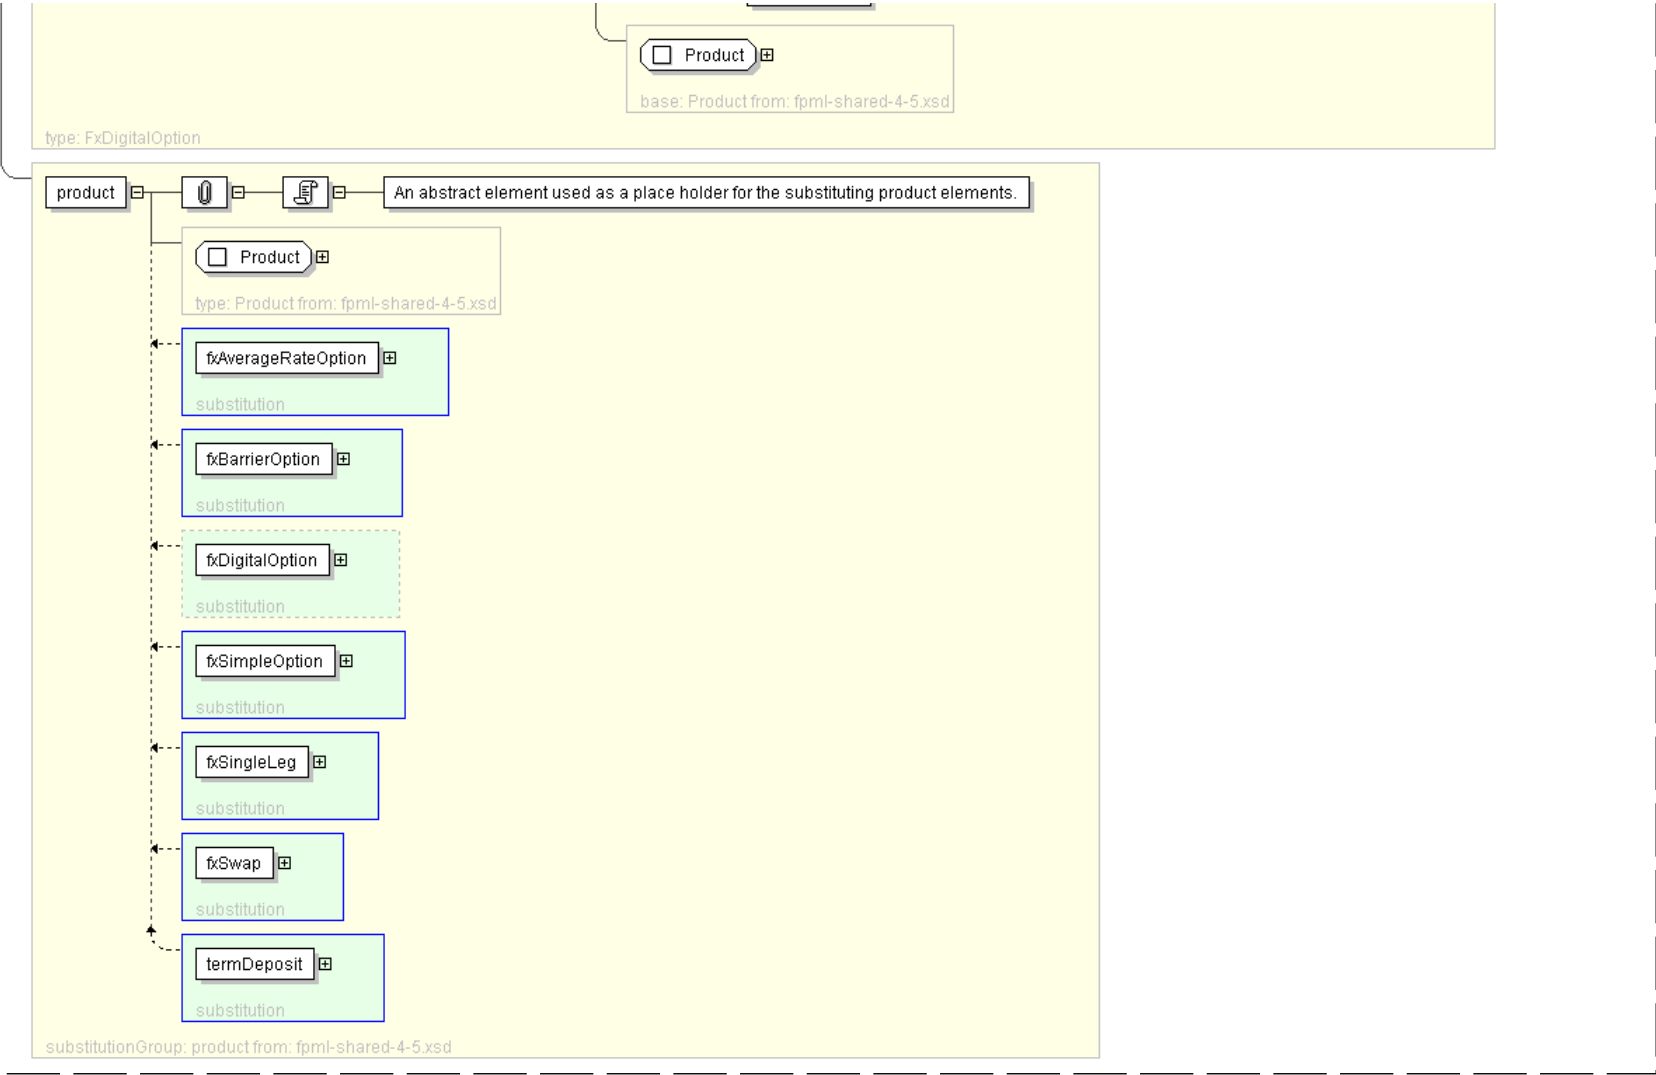 Product
base: Product from: fpml-shared-4-5.xsd
type: FxDigitalOption
product
An abstract element used as a place holder for the substituting product elements.
Product
type: Product from: fpml-shared-4-5.xsd
fxAverageRateOption
substitution
fxBarrierOption
substitution
fxDigitalOption
substitution
fxSimpleOption
substitution
fxSingleLeg
substitution
fxSwap
substitution
termDeposit
substitution
substitutionGroup: product from: fpml-shared-4-5.xsd